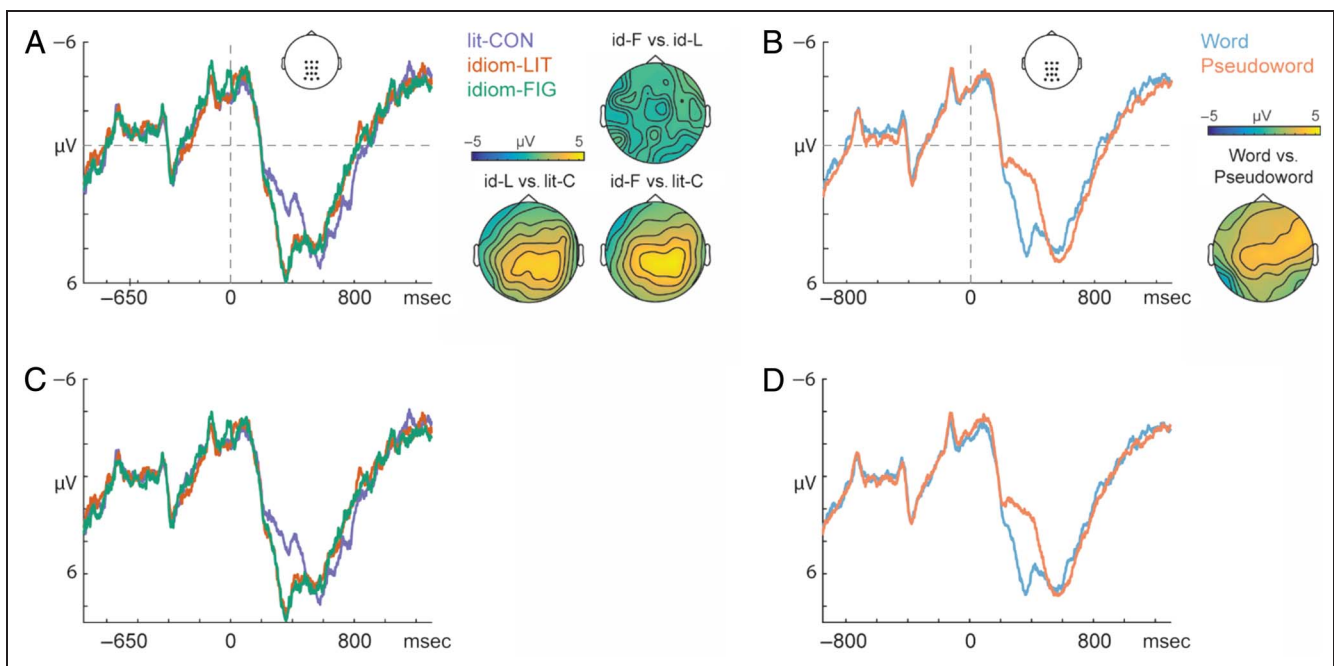 A
−6
μV
6
−650
0
800
msec
lit-CON
idiom-LIT
idiom-FIG
−5
μV
5
id-F vs. id-L
id-L vs. lit-C
id-F vs. lit-C
B
−6
μV
6
−800
0
800
msec
Word
Pseudoword
−5
μV
5
Word vs.
Pseudoword
C
−6
μV
6
−650
0
800
msec
D
−6
μV
6
−800
0
800
msec